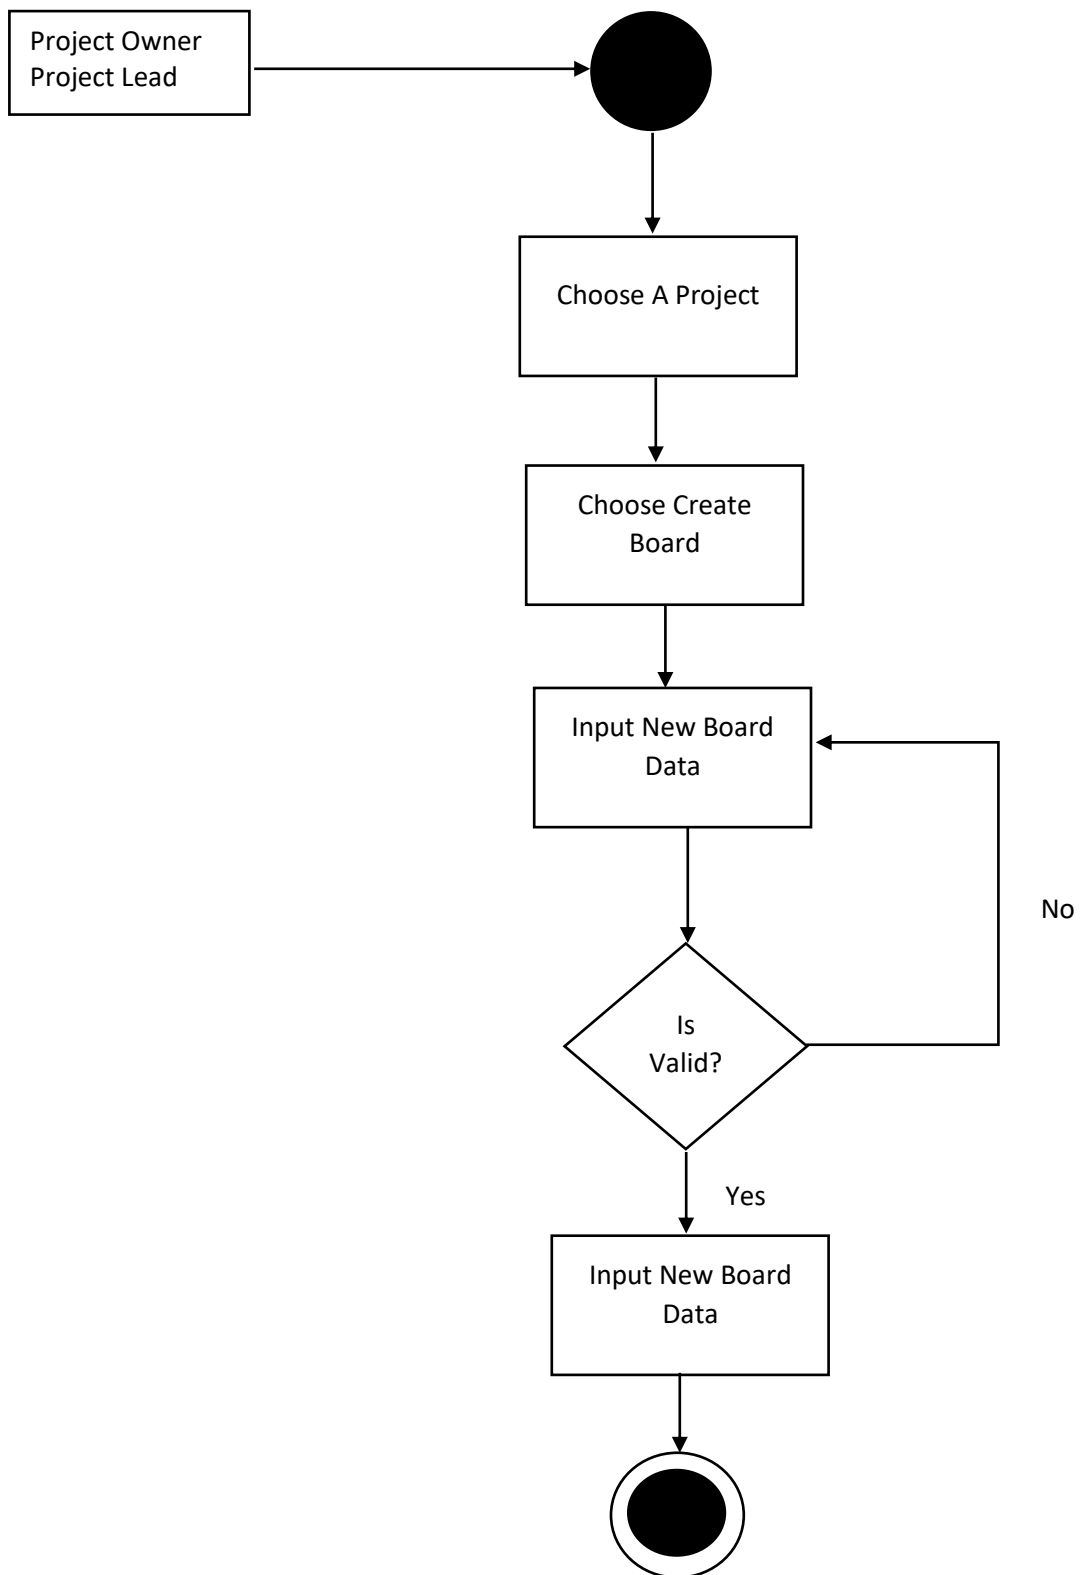 Project Owner
Project Lead
Choose A Project
Choose Create
Board
Input New Board
Data
No
Is
Valid?
Yes
Input New Board
Data